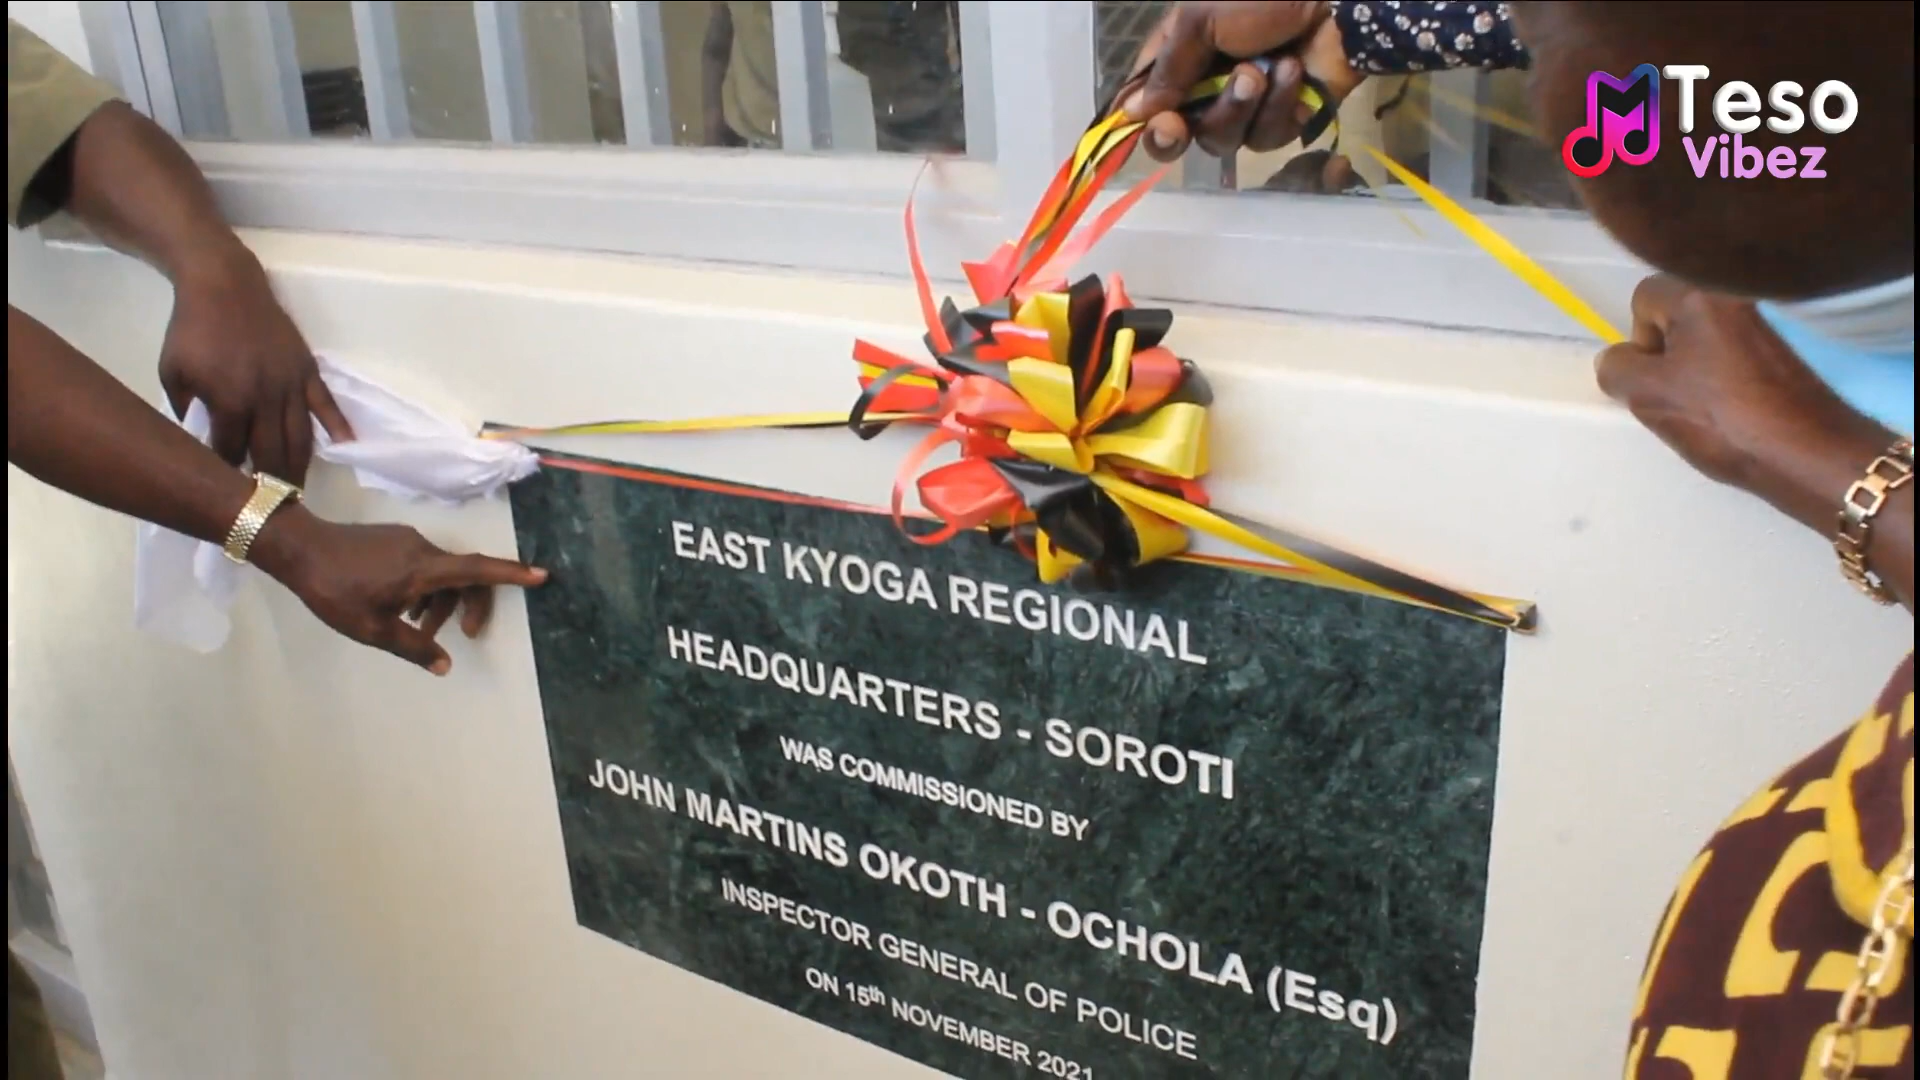 Teso
Vibez
EAST KYOGA REGIONAL
HEADQUARTERS - SOROTI
WAS COMMISSIONED BY
JOHN MARTINS OKOTH - OCHOLA (Esq)
INSPECTOR GENERAL OF POLICE
ON 15th NOVEMBER 2021